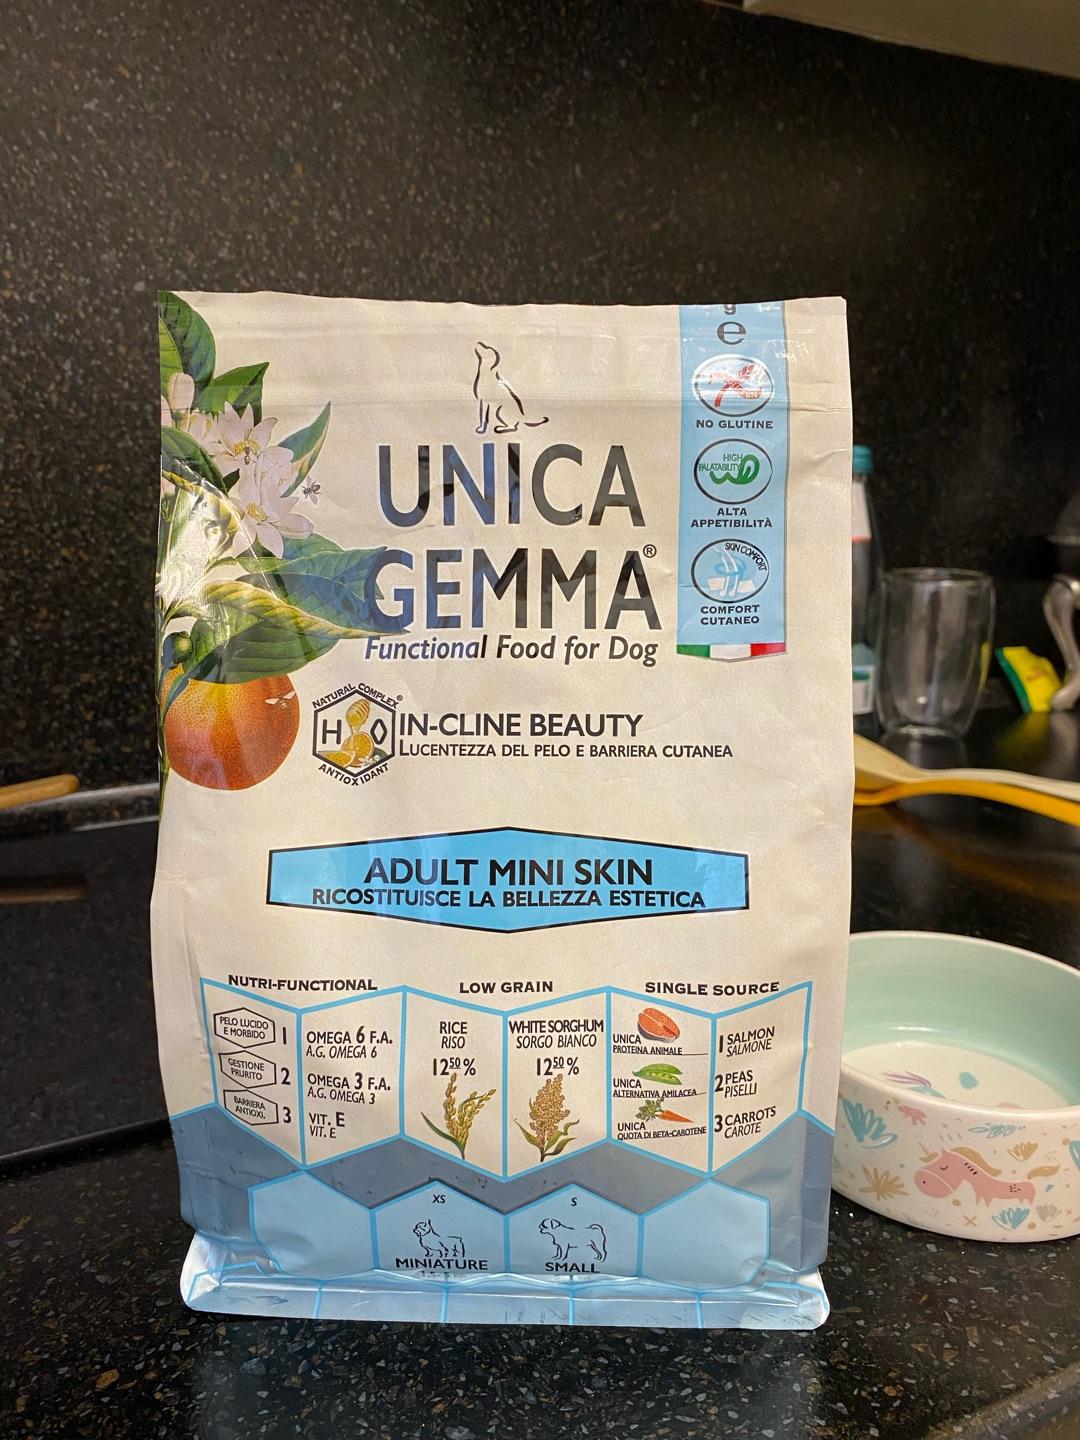 e
NO GLUTINE
HIGH
PALATABILITY
ALTA
APPETIBILITÀ
SKIN COMFORT
COMFORT
CUTANEO
UNICA
GEMMA®
Functional Food for Dog
NATURAL COMPLEX®
H O
ANTIOXIDANT
IN-CLINE BEAUTY
LUCENTEZZA DEL PELO E BARRIERA CUTANEA
ADULT MINI SKIN
RICOSTITUISCE LA BELLEZZA ESTETICA
NUTRI-FUNCTIONAL
PELO LUCIDO
E MORBIDO
1
OMEGA 6 F.A.
A.G. OMEGA 6
GESTIONE
PRURITO
2
OMEGA 3 F.A.
A.G. OMEGA 3
BARRIERA
ANTIOXI.
3
VIT. E
VIT. E
LOW GRAIN
RICE
RISO
12⁵⁰%
WHITE SORGHUM
SORGO BIANCO
12⁵⁰%
SINGLE SOURCE
UNICA
PROTEINA ANIMALE
1 SALMON
SALMONE
UNICA
ALTERNATIVA AMILACEA
2 PEAS
PISELLI
UNICA
QUOTA DI BETA-CAROTENE
3 CARROTS
CAROTE
XS
MINIATURE
S
SMALL